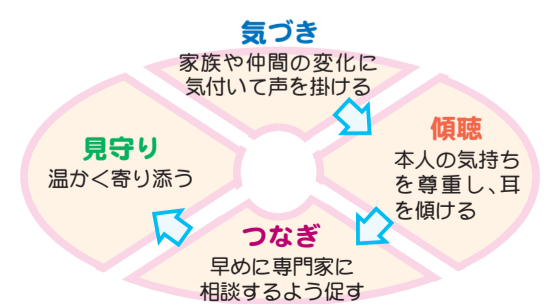 気づき
家族や仲間の変化に
気付いて声を掛ける
傾聴
本人の気持ち
を尊重し、耳
を傾ける
つなぎ
早めに専門家に
相談するよう促す
見守り
温かく寄り添う